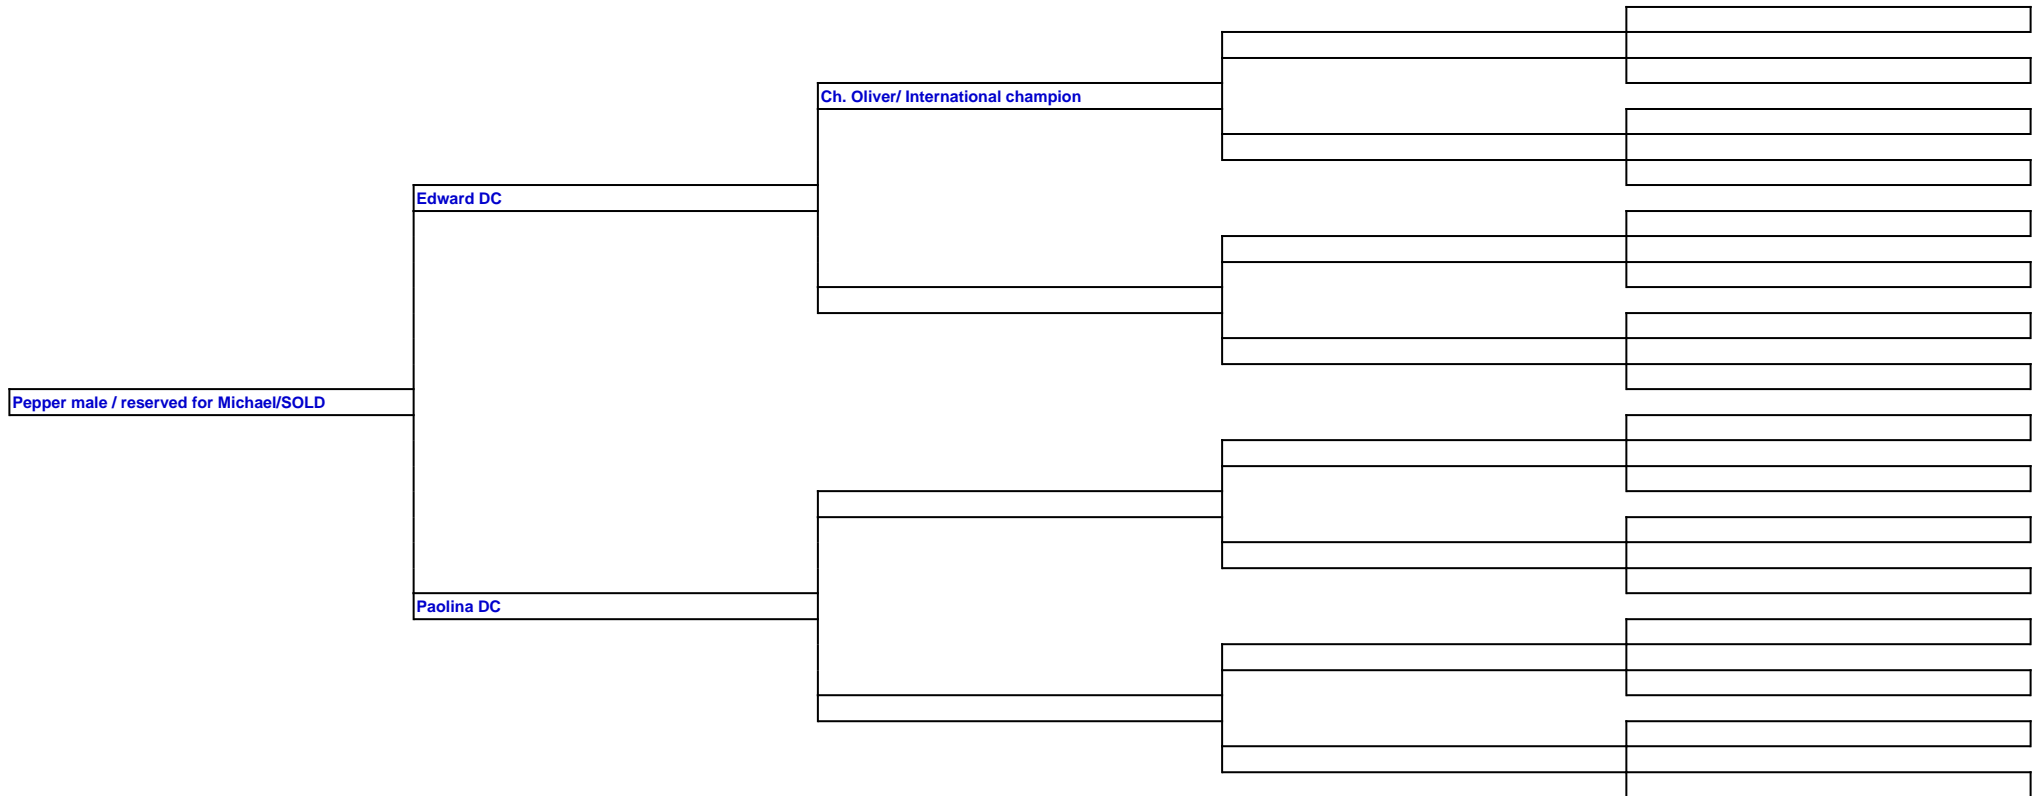 Ch. Oliver/ International champion
Edward DC
Pepper male / reserved for Michael/SOLD
Paolina DC